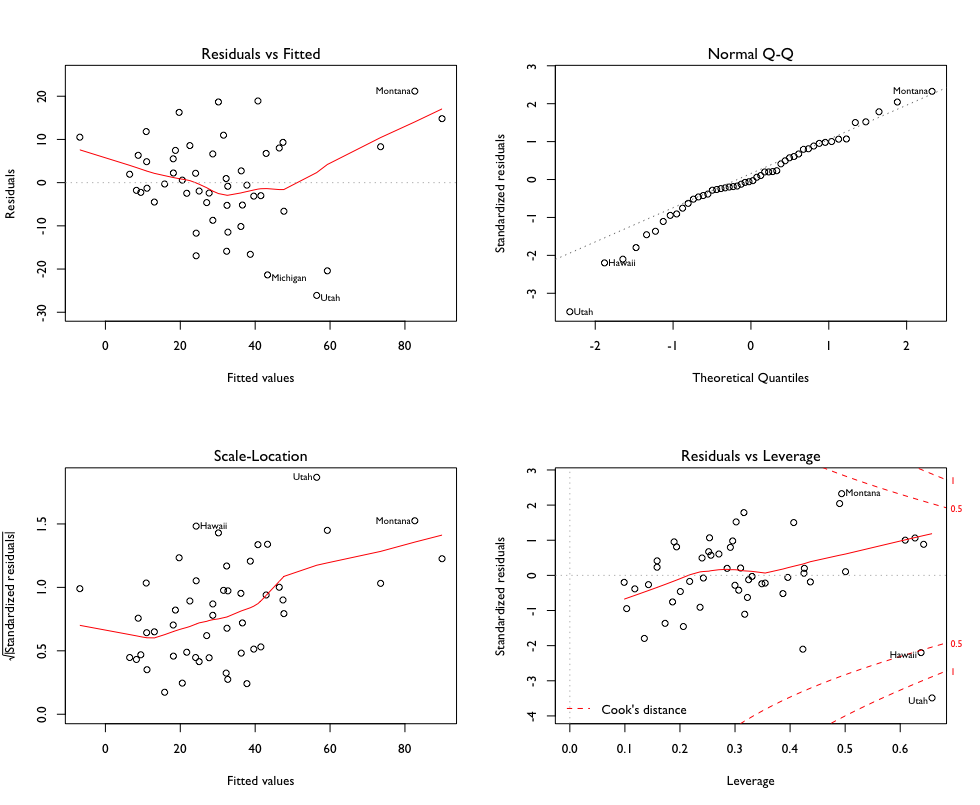 Residuals vs Fitted
Residuals
20
10
0
-10
-20
-30
Montana
Michigan
Utah
0 20 40 60 80
Fitted values
Normal Q-Q
Standardized residuals
3
2
1
0
-1
-2
-3
Montana
Hawaii
Utah
-2 -1 0 1 2
Theoretical Quantiles
Scale-Location
√|Standardized residuals|
1.5
1.0
0.5
0.0
Utah
Hawaii
Montana
0 20 40 60 80
Fitted values
Residuals vs Leverage
Standardized residuals
3
2
1
0
-1
-2
-3
-4
1
0.5
Montana
0.5
Hawaii
1
Utah
Cook's distance
0.0 0.1 0.2 0.3 0.4 0.5 0.6
Leverage